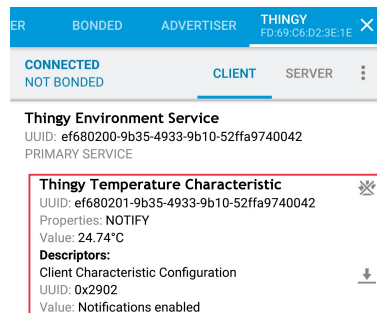 ER BONDED ADVERTISER THINGY
FD:69:C6:D2:3E:1E
CONNECTED
NOT BONDED
CLIENT SERVER
Thingy Environment Service
UUID: ef680200-9b35-4933-9b10-52ffa9740042
PRIMARY SERVICE
Thingy Temperature Characteristic
UUID: ef680201-9b35-4933-9b10-52ffa9740042
Properties: NOTIFY
Value: 24.74°C
Descriptors:
Client Characteristic Configuration
UUID: 0x2902
Value: Notifications enabled